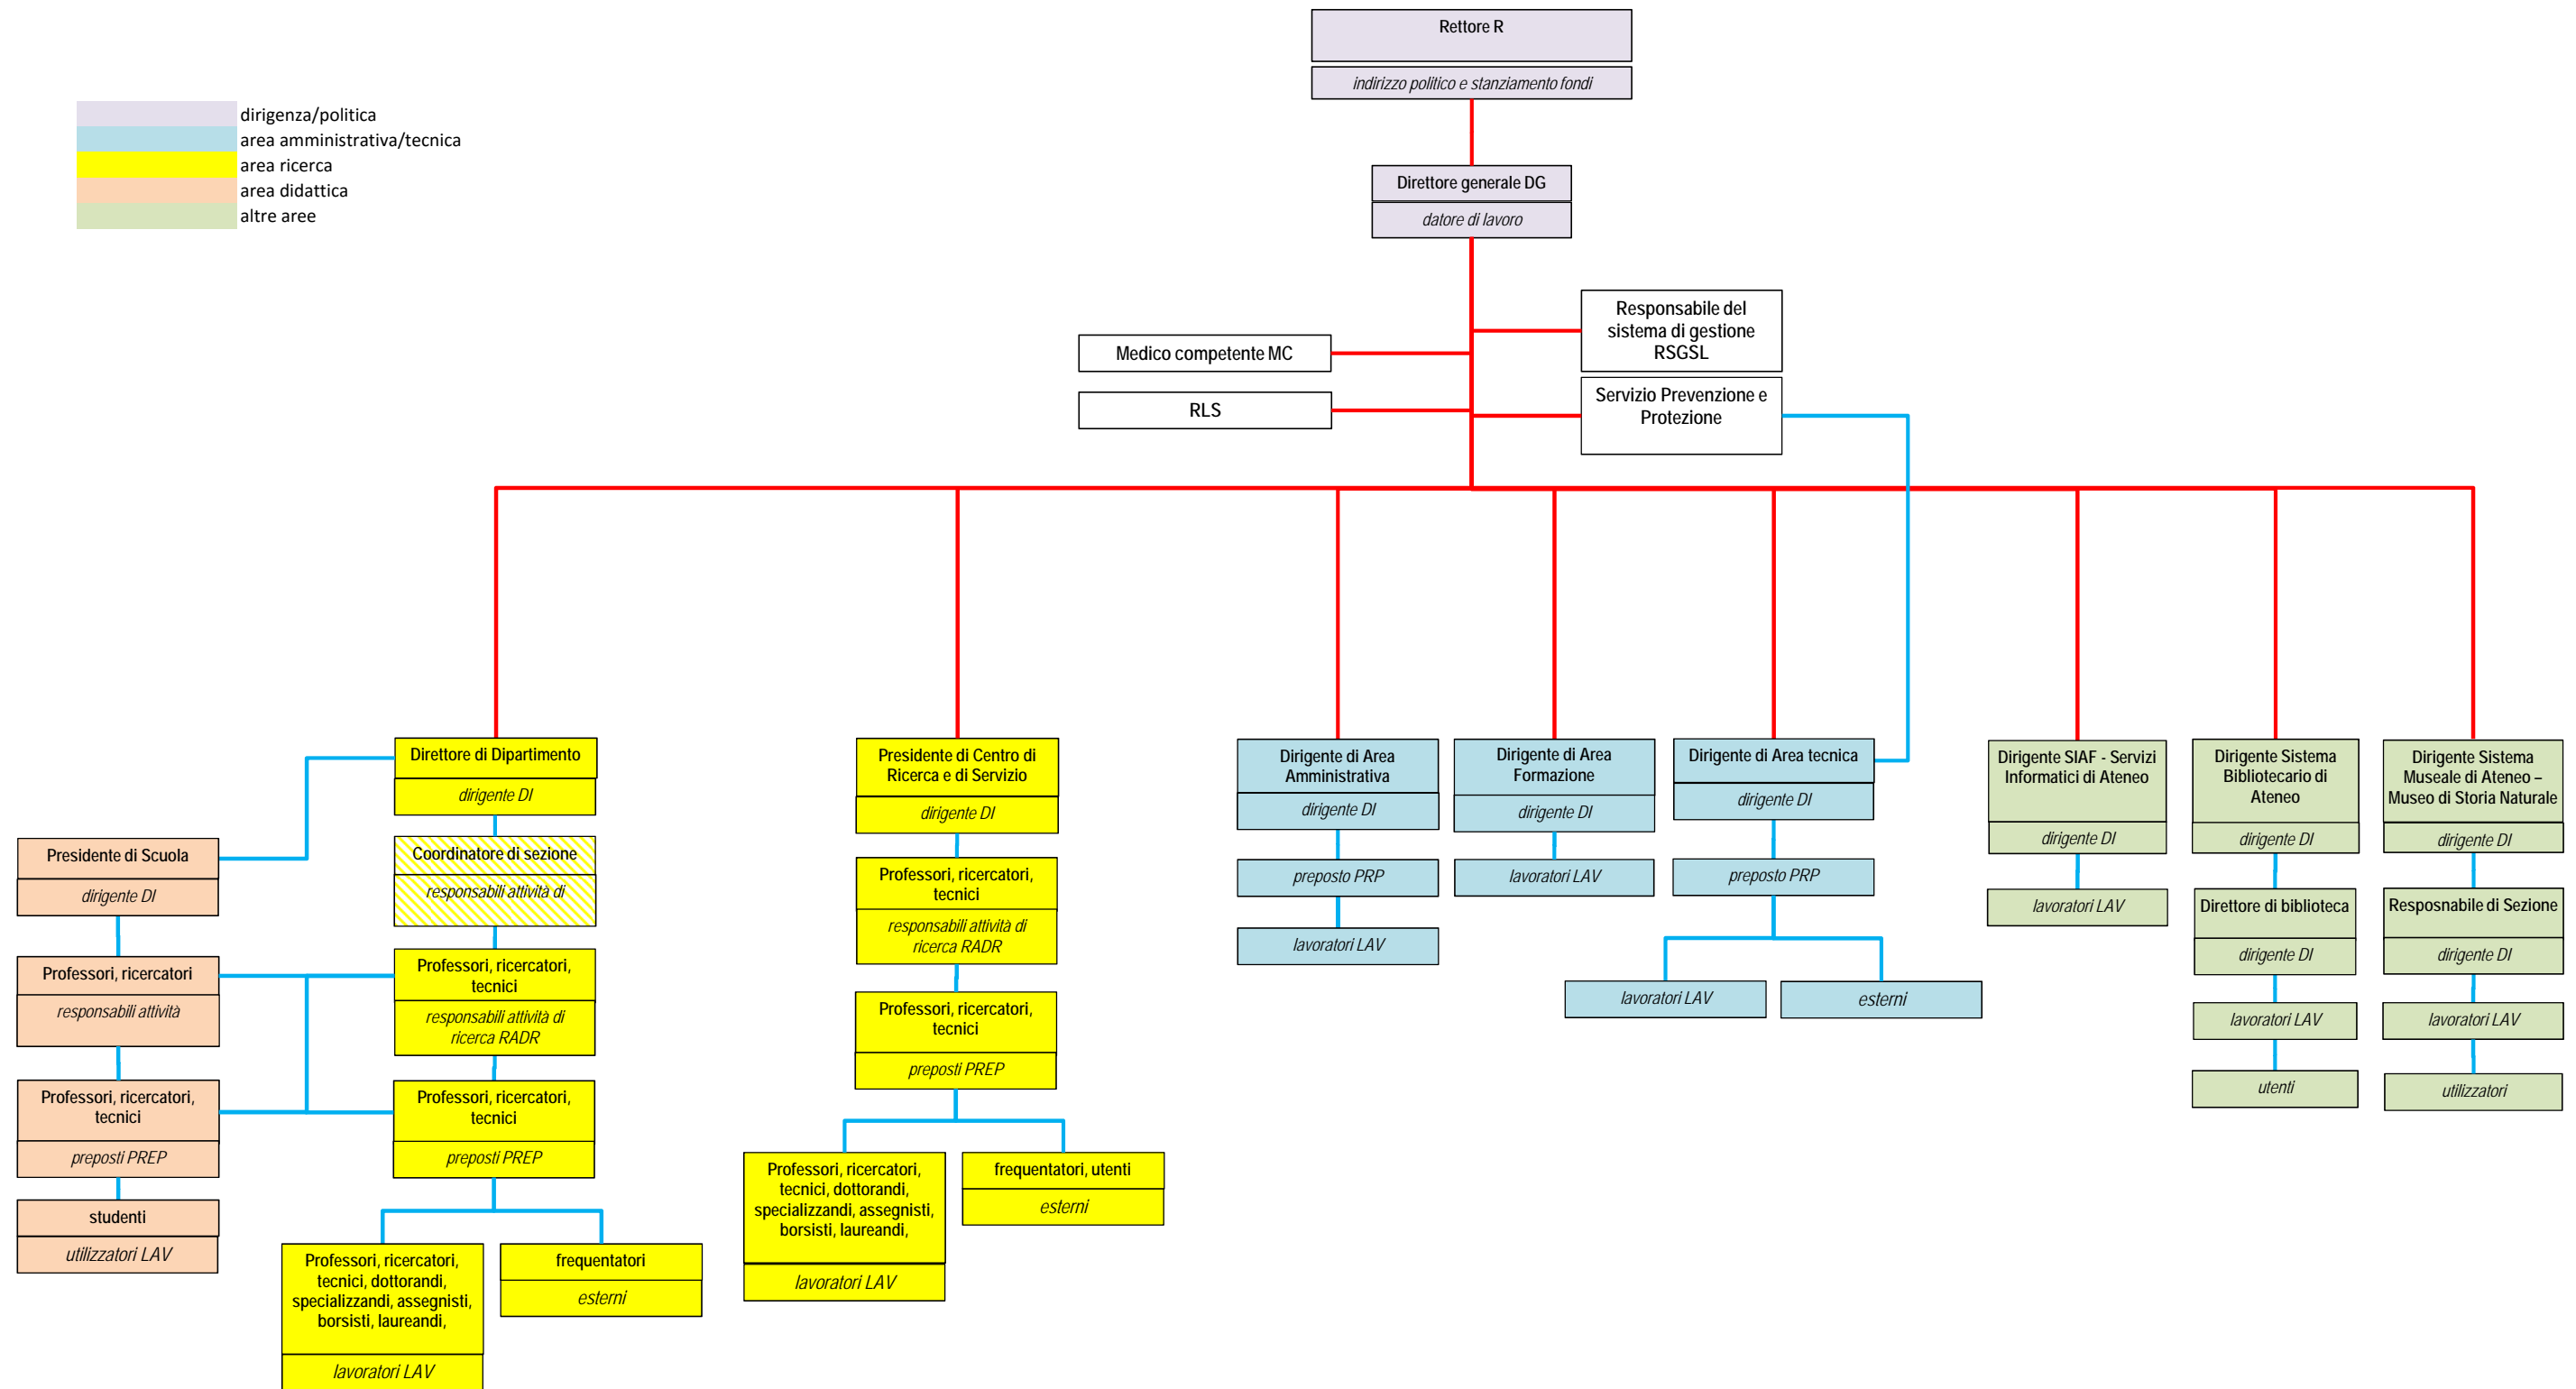 Rettore R
indirizzo politico e stanziamento fondi
dirigenza/politica
area amministrativa/tecnica
area ricerca
area didattica
altre aree
Direttore generale DG
datore di lavoro
Responsabile del
sistema di gestione
RSGSL
Medico competente MC
RLS
Servizio Prevenzione e
Protezione
Direttore di Dipartimento
dirigente DI
Presidente di Scuola
dirigente DI
Coordinatore di sezione
responsabili attività di
Professori, ricercatori
responsabili attività
Professori, ricercatori,
tecnici
responsabili attività di
ricerca RADR
Professori, ricercatori,
tecnici
preposti PREP
Professori, ricercatori,
tecnici
preposti PREP
studenti
utilizzatori LAV
Professori, ricercatori,
tecnici, dottorandi,
specializzandi, assegnisti,
borsisti, laureandi,
lavoratori LAV
frequentatori
esterni
Presidente di Centro di
Ricerca e di Servizio
dirigente DI
Professori, ricercatori,
tecnici
responsabili attività di
ricerca RADR
Professori, ricercatori,
tecnici
preposti PREP
Professori, ricercatori,
tecnici, dottorandi,
specializzandi, assegnisti,
borsisti, laureandi,
lavoratori LAV
frequentatori, utenti
esterni
Dirigente di Area
Amministrativa
dirigente DI
preposto PRP
lavoratori LAV
Dirigente di Area
Formazione
dirigente DI
lavoratori LAV
Dirigente di Area tecnica
dirigente DI
preposto PRP
lavoratori LAV
esterni
Dirigente SIAF - Servizi
Informatici di Ateneo
dirigente DI
lavoratori LAV
Dirigente Sistema
Bibliotecario di
Ateneo
dirigente DI
Direttore di biblioteca
dirigente DI
lavoratori LAV
utenti
Dirigente Sistema
Museale di Ateneo –
Museo di Storia Naturale
dirigente DI
Resposnabile di Sezione
dirigente DI
lavoratori LAV
utilizzatori